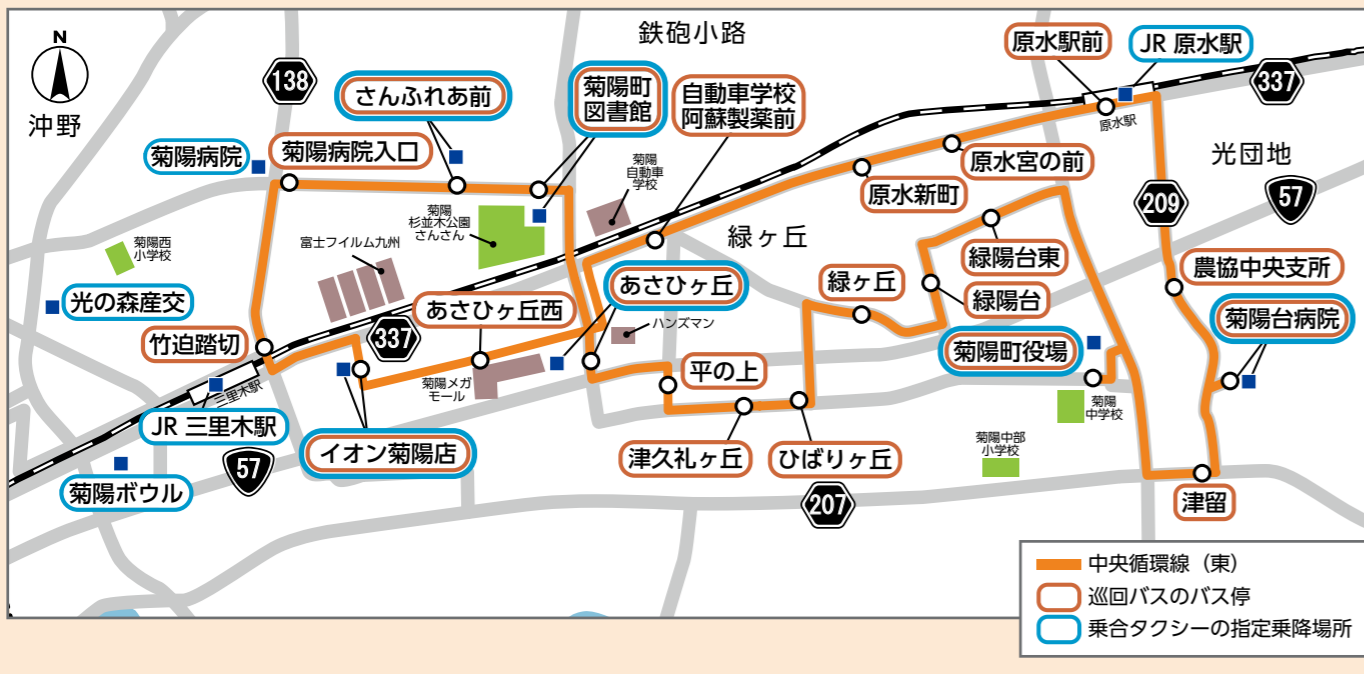 N
沖野
138
さんふれあ前
菊陽町
図書館
鉄砲小路
自動車学校
阿蘇製薬前
原水駅前
JR 原水駅
337
原水駅
光団地
57
209
菊陽病院
菊陽病院入口
菊陽
自動車
学校
原水宮の前
原水新町
菊陽
杉並木公園
さんさん
緑ヶ丘
菊陽西
小学校
富士フイルム九州
緑陽台東
農協中央支所
光の森産交
あさひヶ丘西
あさひヶ丘
緑ヶ丘
緑陽台
菊陽台病院
竹迫踏切
337
ハンズマン
菊陽町役場
三里木駅
菊陽メガ
モール
平の上
菊陽
中学校
JR 三里木駅
イオン菊陽店
津久礼ヶ丘
ひばりヶ丘
菊陽中部
小学校
57
菊陽ボウル
207
津留
中央循環線（東）
巡回バスのバス停
乗合タクシーの指定乗降場所